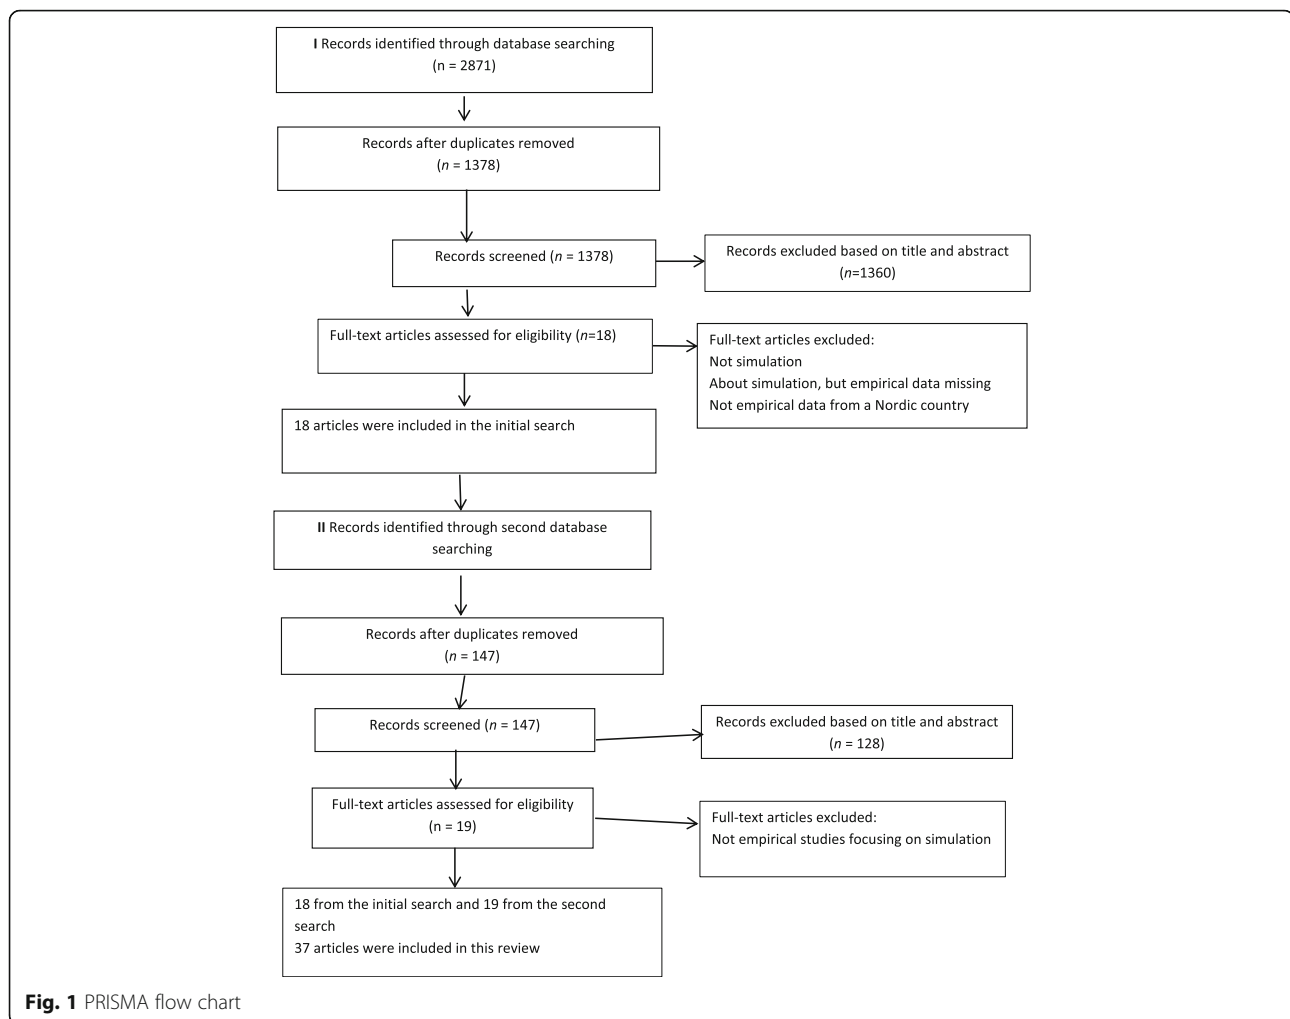 I Records identified through database searching
(n = 2871)
Records after duplicates removed
(n = 1378)
Records screened (n = 1378)
Records excluded based on title and abstract
(n=1360)
Full-text articles assessed for eligibility (n=18)
Full-text articles excluded:
Not simulation
About simulation, but empirical data missing
Not empirical data from a Nordic country
18 articles were included in the initial search
II Records identified through second database
searching
Records after duplicates removed
(n = 147)
Records screened (n = 147)
Records excluded based on title and abstract
(n = 128)
Full-text articles assessed for eligibility
(n = 19)
Full-text articles excluded:
Not empirical studies focusing on simulation
18 from the initial search and 19 from the second
search
37 articles were included in this review
Fig. 1 PRISMA flow chart